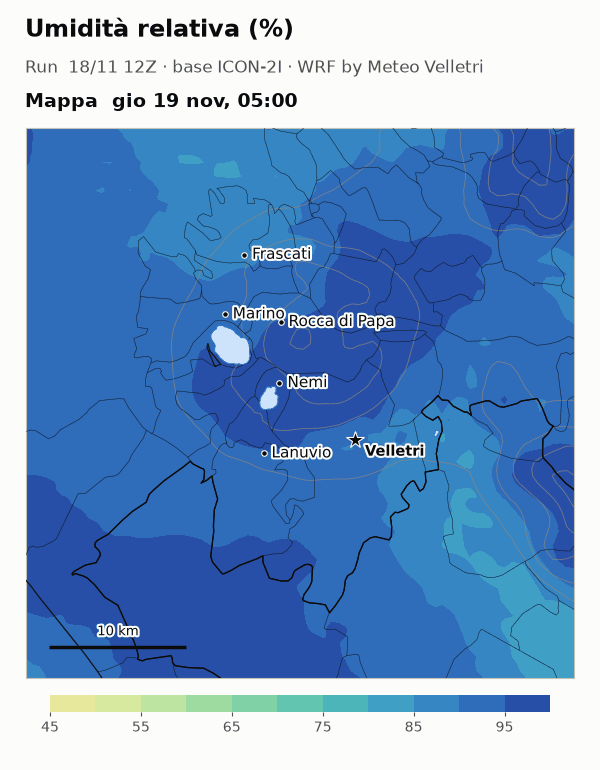 Umidità relativa (%)
Run  18/11 12Z · base ICON-2I · WRF by Meteo Velletri
Mappa  gio 19 nov, 05:00
Frascati
Marino
Rocca di Papa
Nemi
Velletri
Lanuvio
10 km
45 55 65 75 85 95